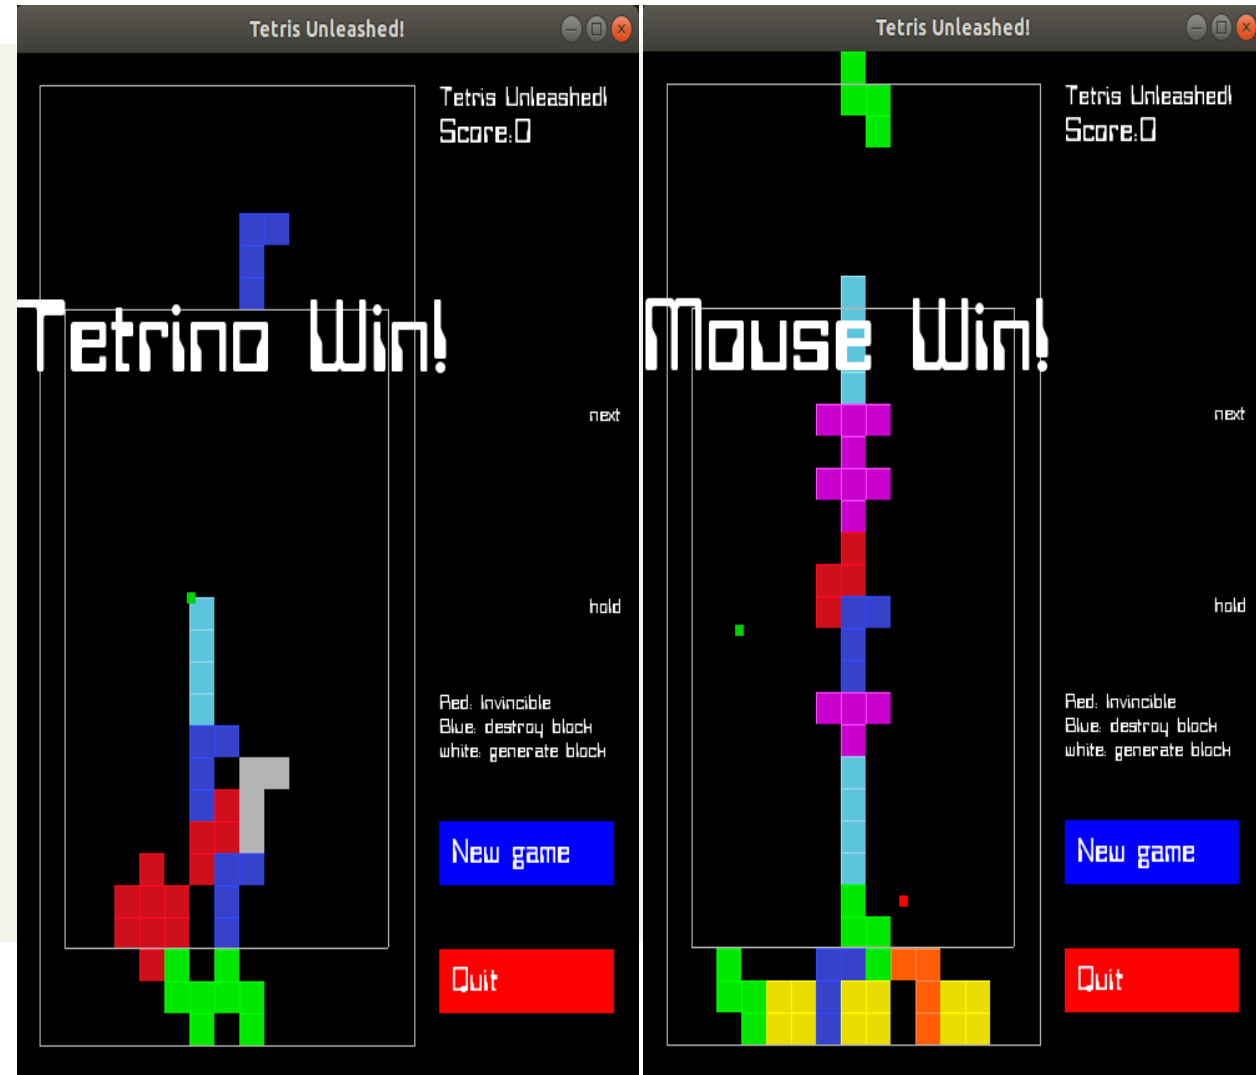 Tetris Unleashed!
Tetris Unleashed!
Score:0
Tetrino Win!
next
hold
Red: Invincible
Blue: destroy block
white: generate block
New game
Quit
Tetris Unleashed!
Tetris Unleashed!
Score:0
Mouse Win!
next
hold
Red: Invincible
Blue: destroy block
white: generate block
New game
Quit